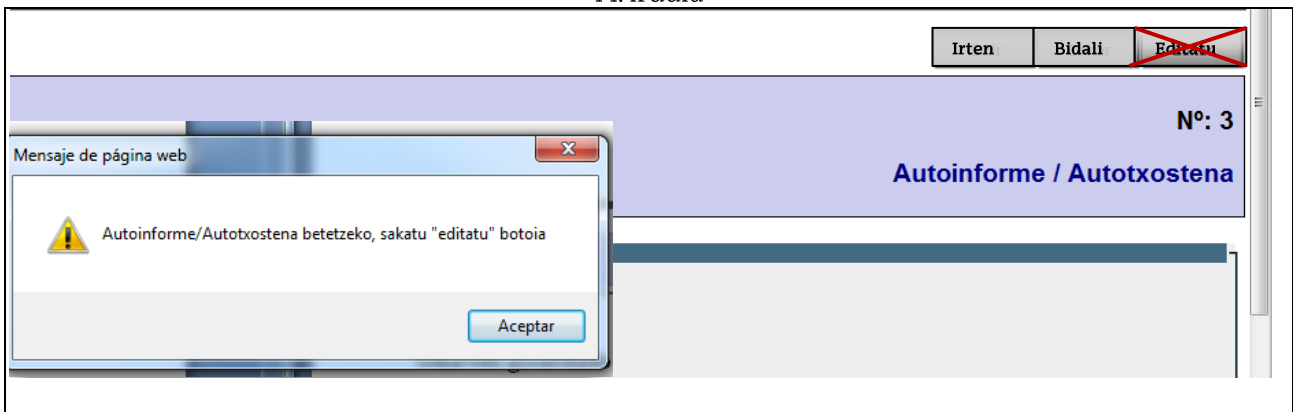 Irten
Bidali
Editatu
Nº: 3
Autoinforme / Autotxostena
Mensaje de página web
Autoinforme/Autotxostena betetzeko, sakatu "editatu" botoia
Aceptar